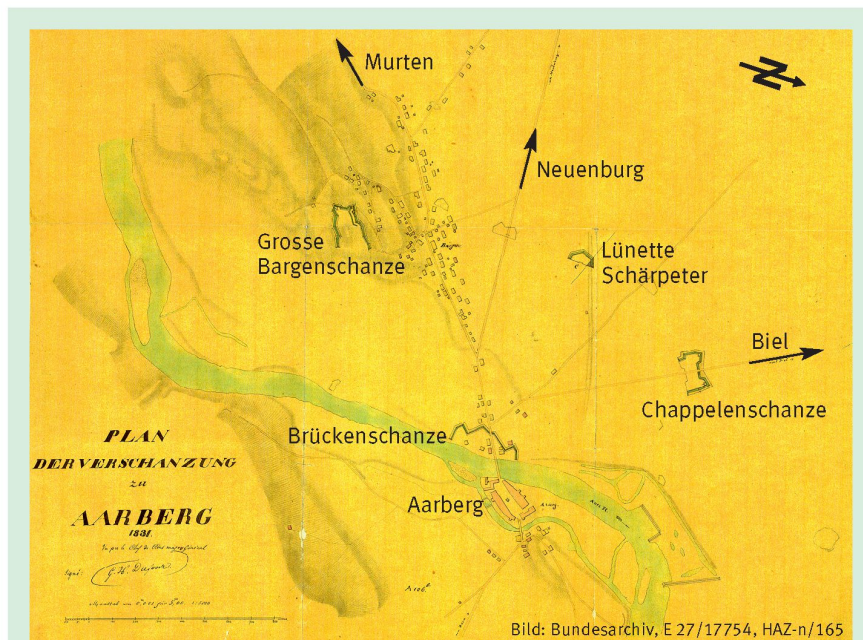 Murten
N
Neuenburg
Grosse
Bargenschanze
Lünette
Schärpeter
Biel
Chappelenschanze
Brückenschanze
PLAN
DER VERSCHANZUNG
zu
AARBERG
1831.
Aarberg
G. H. Dufour
Bild: Bundesarchiv, E 27/17754, HAZ-n/165